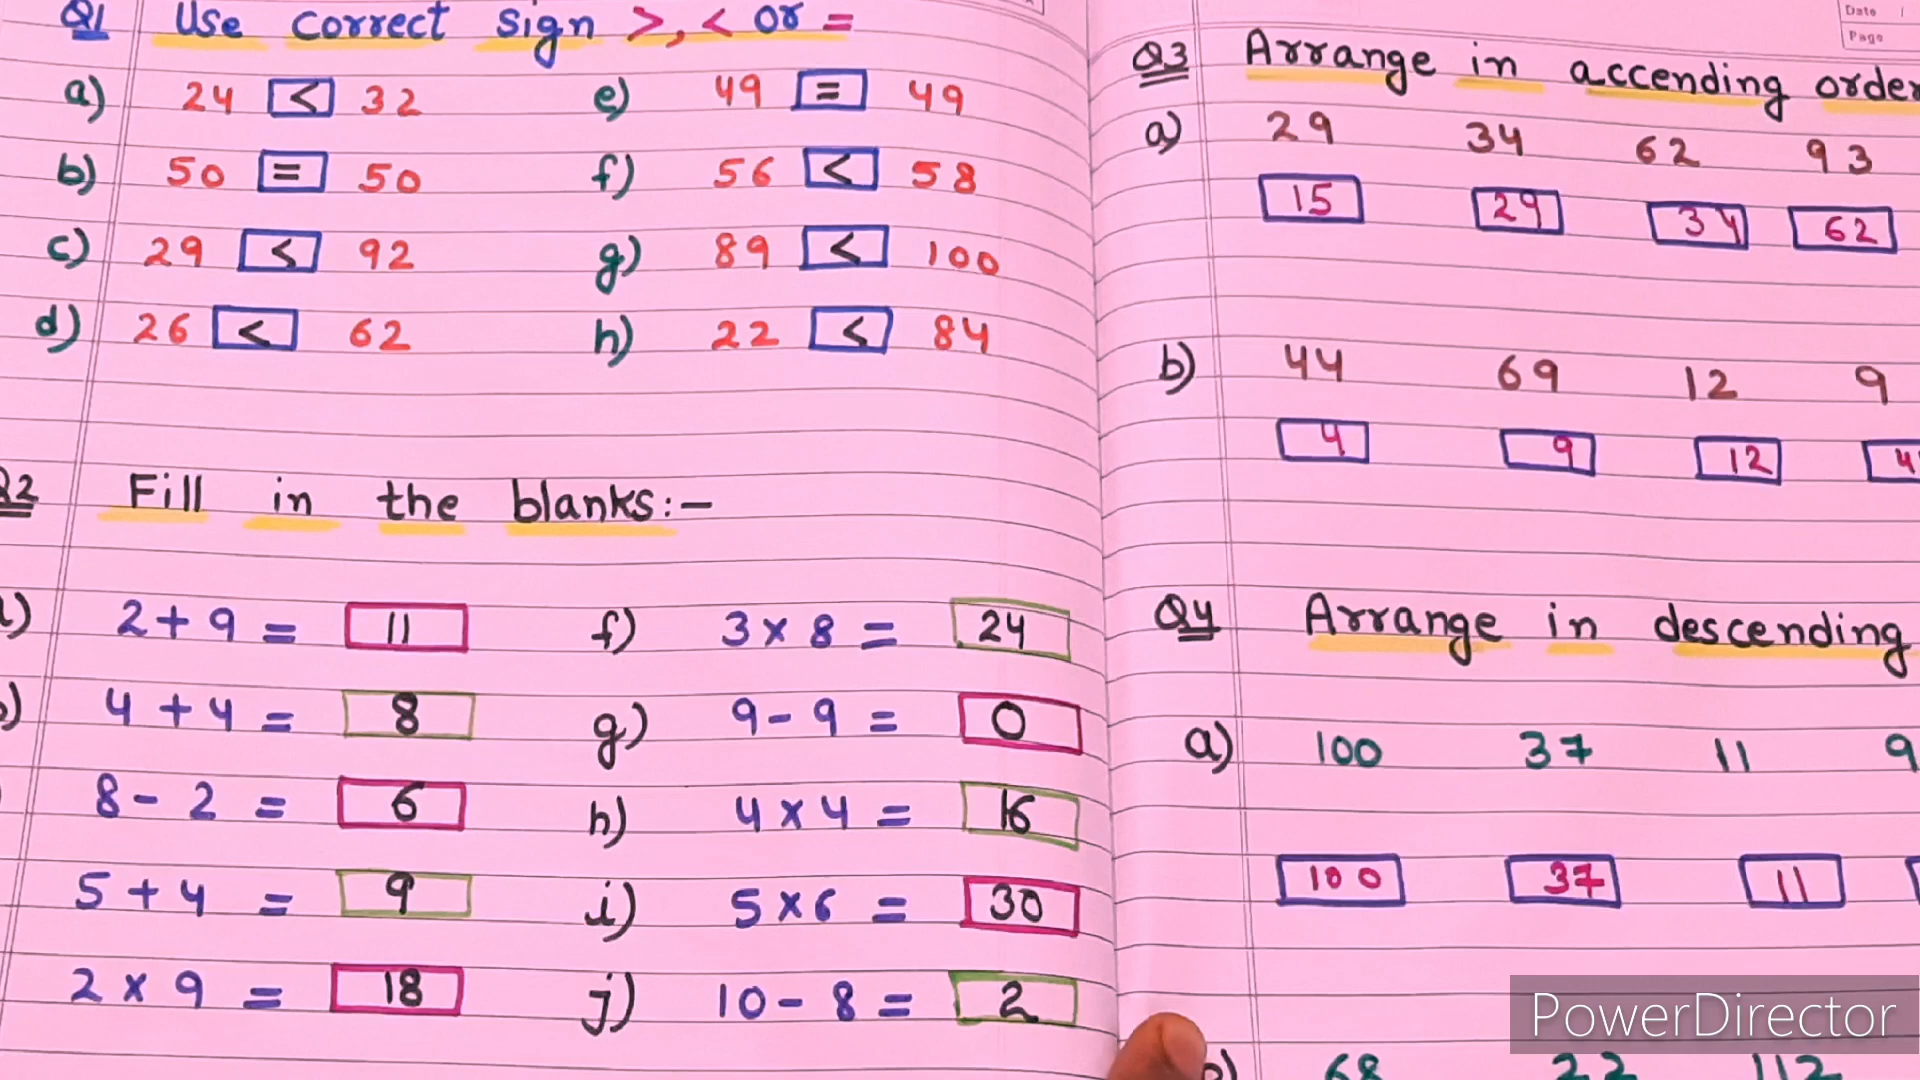 Q1 Use correct sign >, < or =
a) 24 < 32 e) 49 = 49
b) 50 = 50 f) 56 < 58
c) 29 < 92 g) 89 < 100
d) 26 < 62 h) 22 < 84
Q2 Fill in the blanks:-
2 + 9 = 11 f) 3 × 8 = 24
4 + 4 = 8 g) 9 - 9 = 0
8 - 2 = 6 h) 4 × 4 = 16
5 + 4 = 9 i) 5 × 6 = 30
2 × 9 = 18 j) 10 - 8 = 2
Date
Page
Q3 Arrange in accending order
a) 29 34 62 93
15 29 34 62
b) 44 69 12 9
4 9 12 4
Q4 Arrange in descending
a) 100 37 11 9
100 37 11
68 22 112
PowerDirector